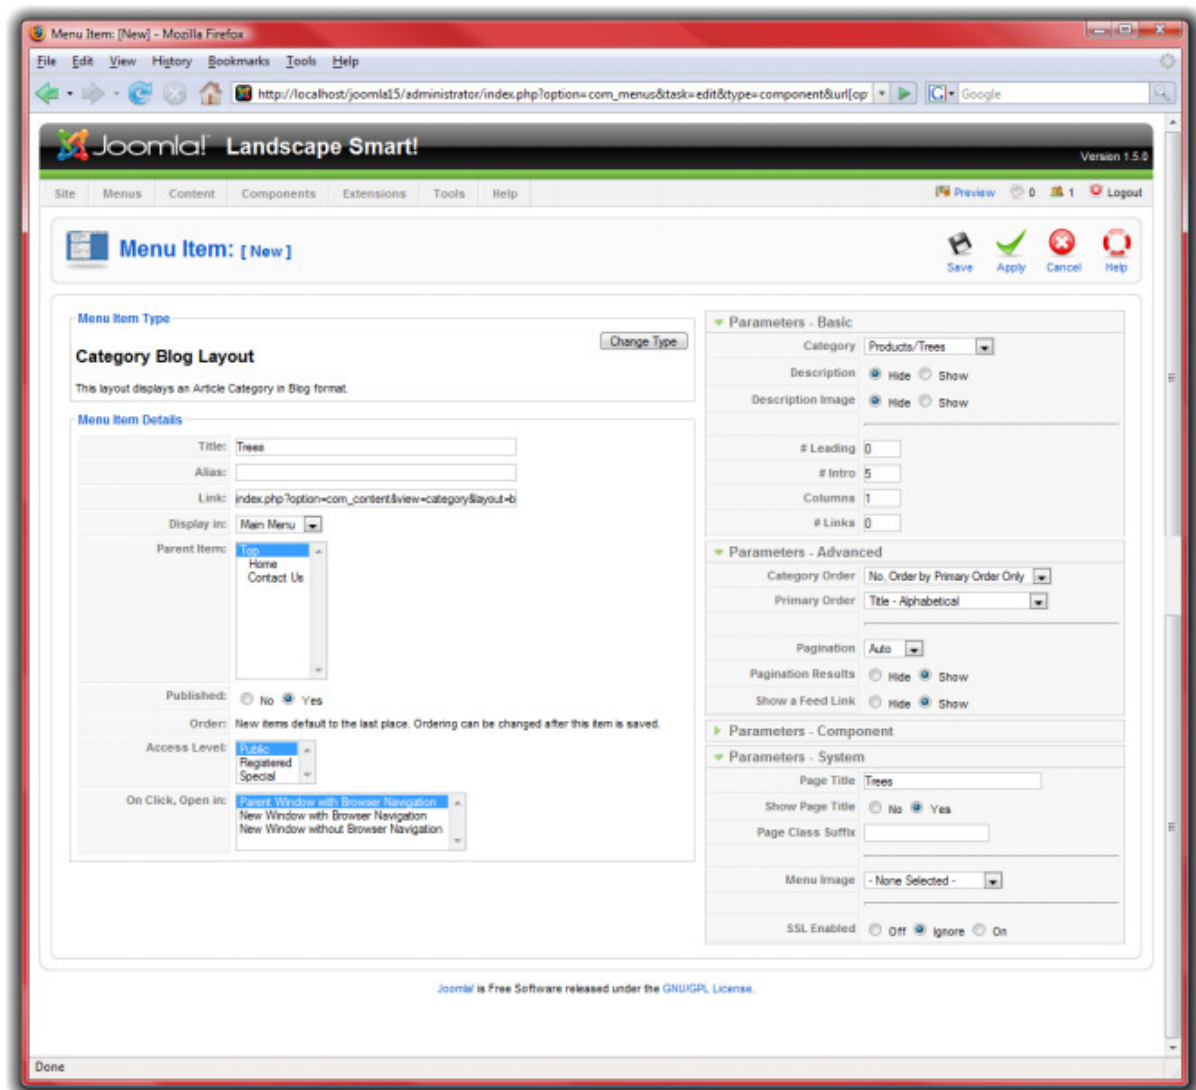 Menu Item: [New] - Mozilla Firefox
File Edit View History Bookmarks Tools Help
http://localhost/joomla15/administrator/index.php?option=com_menus&task=edit&type=component&url[op Google
Joomla! Landscape Smart!
Version 1.5.0
Site Menus Content Components Extensions Tools Help Preview 0 1 Logout
Menu Item: [ New ]
Save Apply Cancel Help
Menu Item Type
Change Type
Category Blog Layout
This layout displays an Article Category in Blog format.
Menu Item Details
Title: Trees
Alias:
Link: index.php?option=com_content&view=category&layout=b
Display in: Main Menu
Parent Item: Top
Home
Contact Us
Published: No Yes
Order: New items default to the last place. Ordering can be changed after this item is saved.
Access Level: Public
Registered
Special
On Click, Open in: Parent Window with Browser Navigation
New Window with Browser Navigation
New Window without Browser Navigation
Parameters - Basic
Category Products/Trees
Description Hide Show
Description Image Hide Show
# Leading 0
# Intro 5
Columns 1
# Links 0
Parameters - Advanced
Category Order No, Order by Primary Order Only
Primary Order Title - Alphabetical
Pagination Auto
Pagination Results Hide Show
Show a Feed Link Hide Show
Parameters - Component
Parameters - System
Page Title Trees
Show Page Title No Yes
Page Class Suffix
Menu Image - None Selected -
SSL Enabled Off Ignore On
Joomla! is Free Software released under the GNU/GPL License.
Done